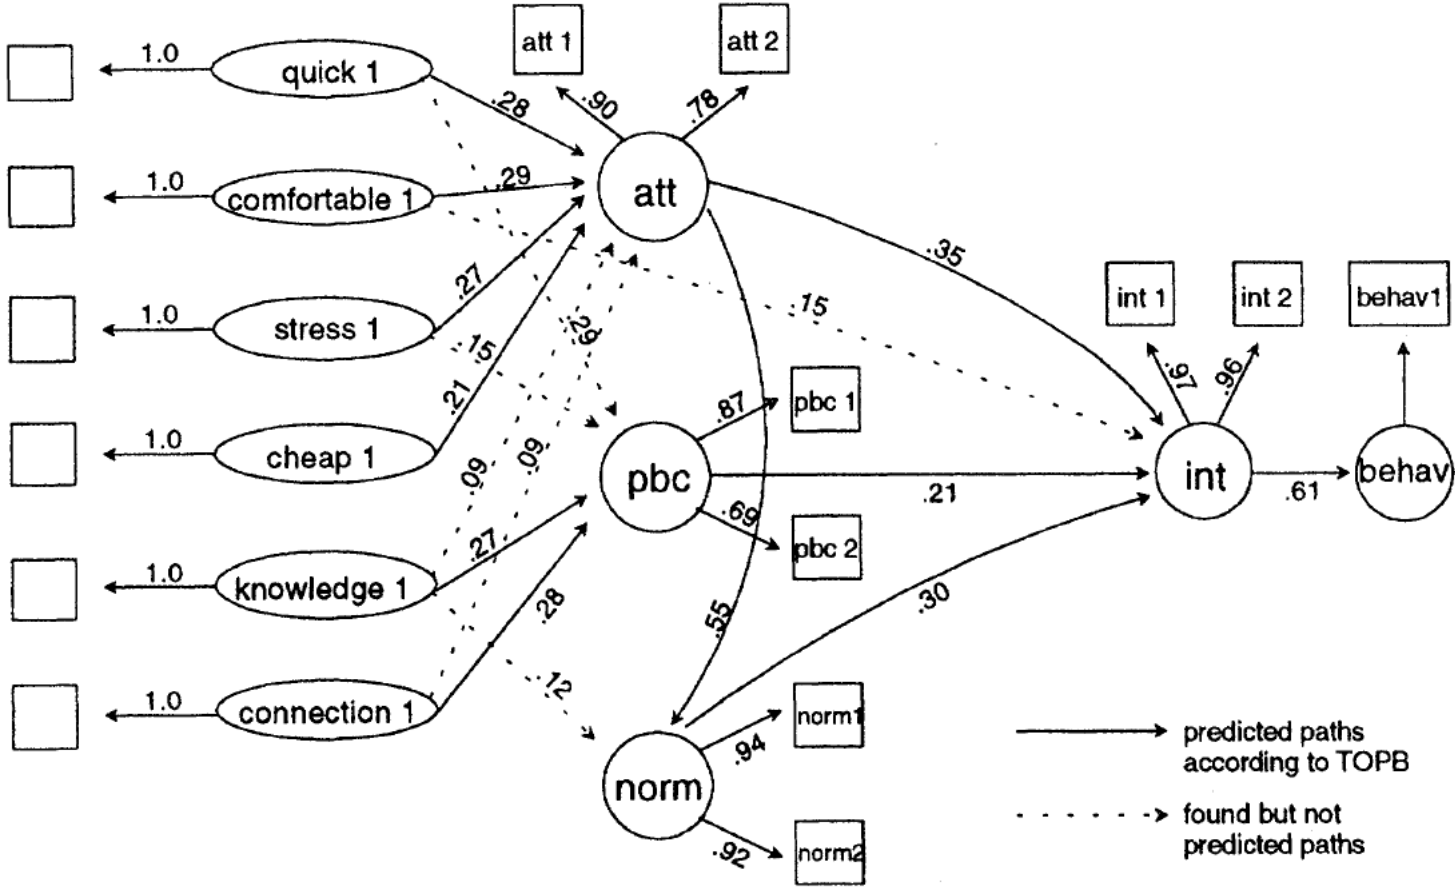 att 1
att 2
1.0
quick 1
.28
.90
.78
1.0
comfortable 1
.29
att
.35
.27
.15
int 1
int 2
behav1
1.0
stress 1
.15
.29
.97
.96
.21
.87
pbc 1
1.0
cheap 1
.09
.09
pbc
int
behav
.21
.61
.69
pbc 2
.27
1.0
knowledge 1
.28
.55
.30
.12
1.0
connection 1
norm1
.94
norm
norm2
.92
predicted paths
according to TOPB
found but not
predicted paths